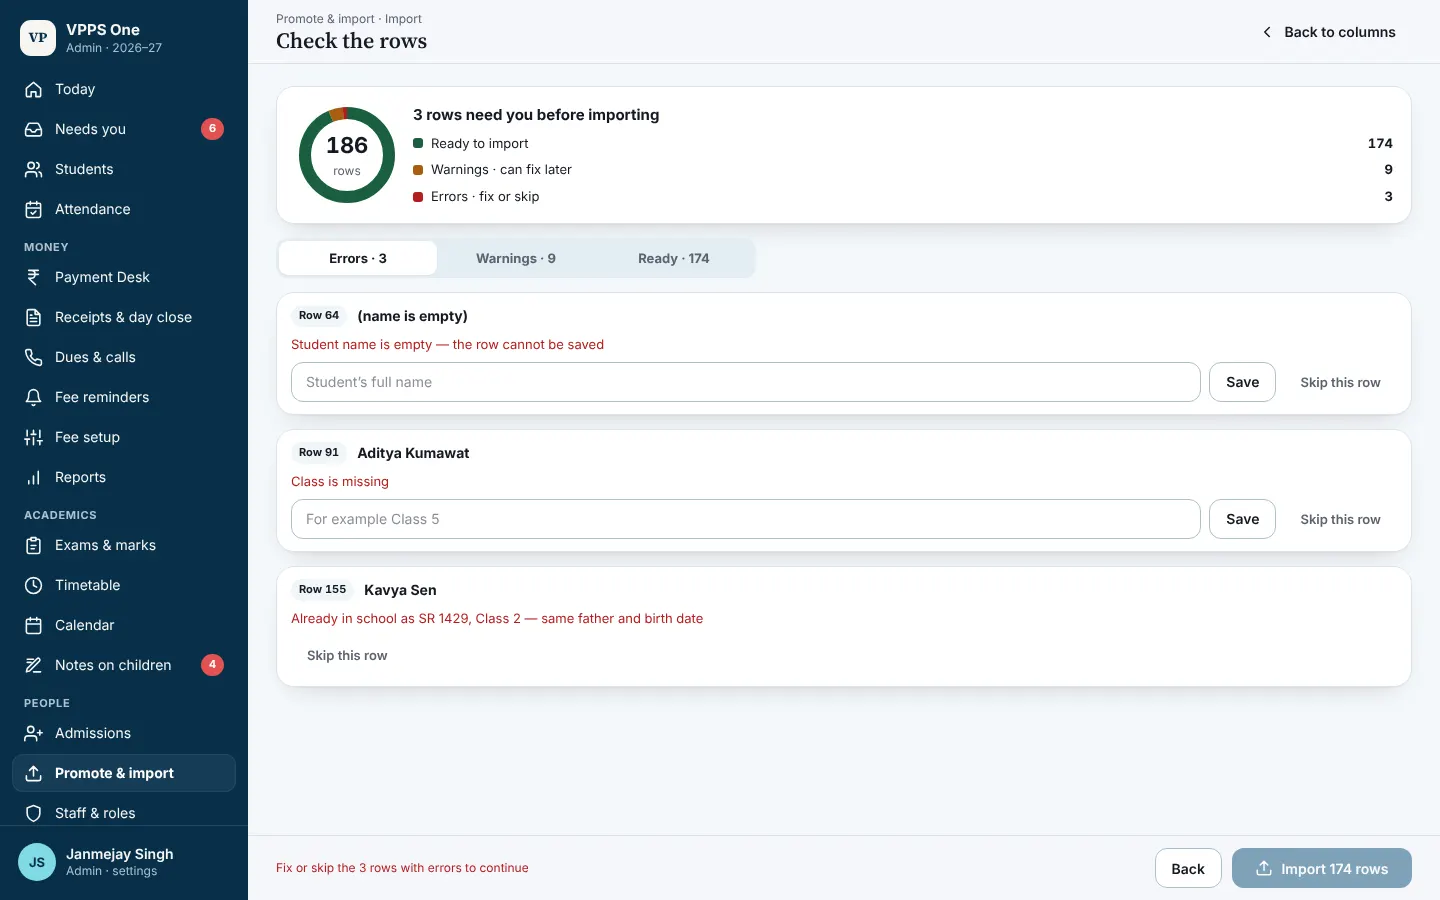 VP
VPPS One
Admin · 2026–27
Today
Needs you
6
Students
Attendance
MONEY
Payment Desk
Receipts & day close
Dues & calls
Fee reminders
Fee setup
Reports
ACADEMICS
Exams & marks
Timetable
Calendar
Notes on children
4
PEOPLE
Admissions
Promote & import
Staff & roles
JS
Janmejay Singh
Admin · settings
Promote & import · Import
Check the rows
Back to columns
186
rows
3 rows need you before importing
Ready to import
174
Warnings · can fix later
9
Errors · fix or skip
3
Errors · 3
Warnings · 9
Ready · 174
Row 64
(name is empty)
Student name is empty — the row cannot be saved
Student’s full name
Save
Skip this row
Row 91
Aditya Kumawat
Class is missing
For example Class 5
Save
Skip this row
Row 155
Kavya Sen
Already in school as SR 1429, Class 2 — same father and birth date
Skip this row
Fix or skip the 3 rows with errors to continue
Back
Import 174 rows